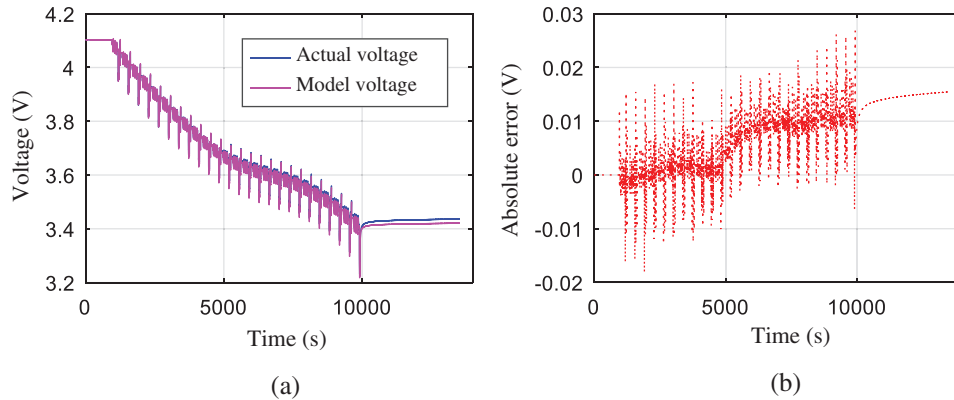 4.2
4
3.8
3.6
3.4
3.2
0
5000
10000
Voltage (V)
Time (s)
Actual voltage
Model voltage
(a)
0.03
0.02
0.01
0
-0.01
-0.02
0
5000
10000
Absolute error (V)
Time (s)
(b)